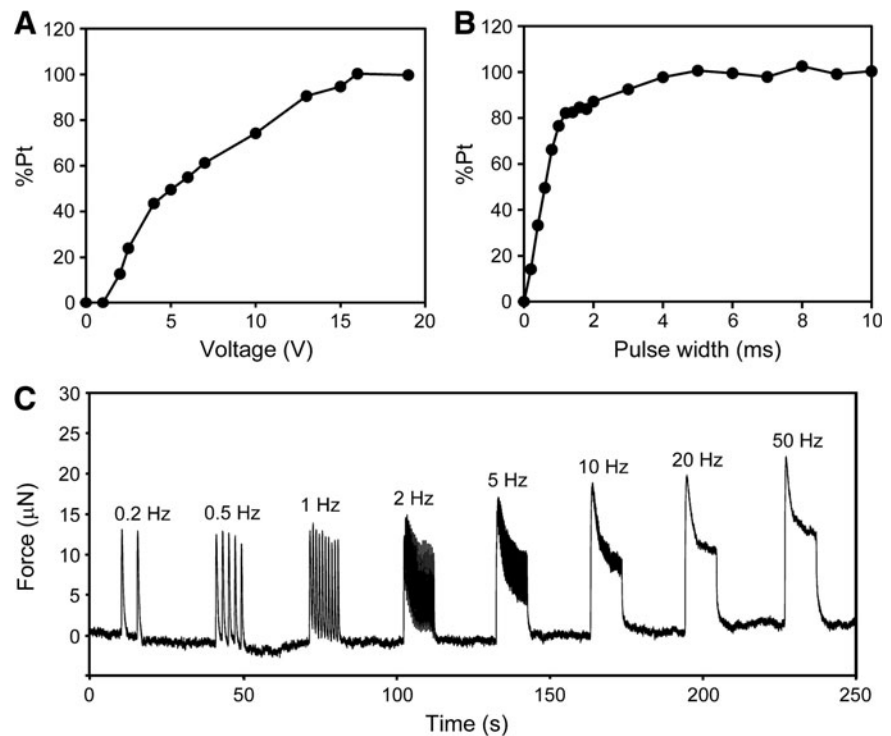 A
%Pt
120
100
80
60
40
20
0
0 5 10 15 20
Voltage (V)
B
%Pt
120
100
80
60
40
20
0
0 2 4 6 8 10
Pulse width (ms)
C
Force (μN)
30
25
20
15
10
5
0
0.2 Hz 0.5 Hz 1 Hz 2 Hz 5 Hz 10 Hz 20 Hz 50 Hz
0 50 100 150 200 250
Time (s)